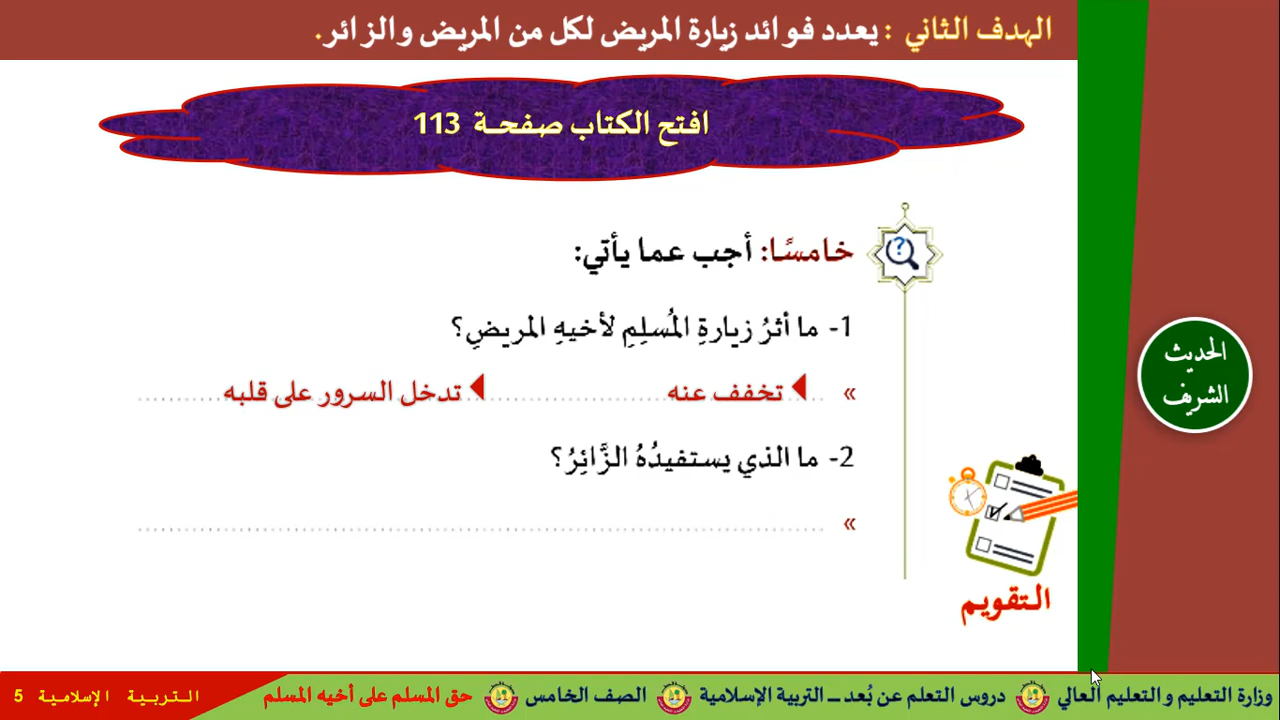 الهدف الثاني : يعدد فوائد زيارة المريض لكل من المريض والزائر.
افتح الكتاب صفحة 113
خامسًا: أجب عما يأتي:
1- ما أثرُ زيارةِ المُسلِمِ لأخيهِ المريضِ؟
» تخفف عنه تدخل السرور على قلبه
2- ما الذي يستفيدُهُ الزَّائِرُ؟
»
الحديث
الشريف
التقويم
وزارة التعليم والتعليم العالي دروس التعلم عن بُعد ــ التربية الإسلامية الصف الخامس حق المسلم على أخيه المسلم التربية الإسلامية 5